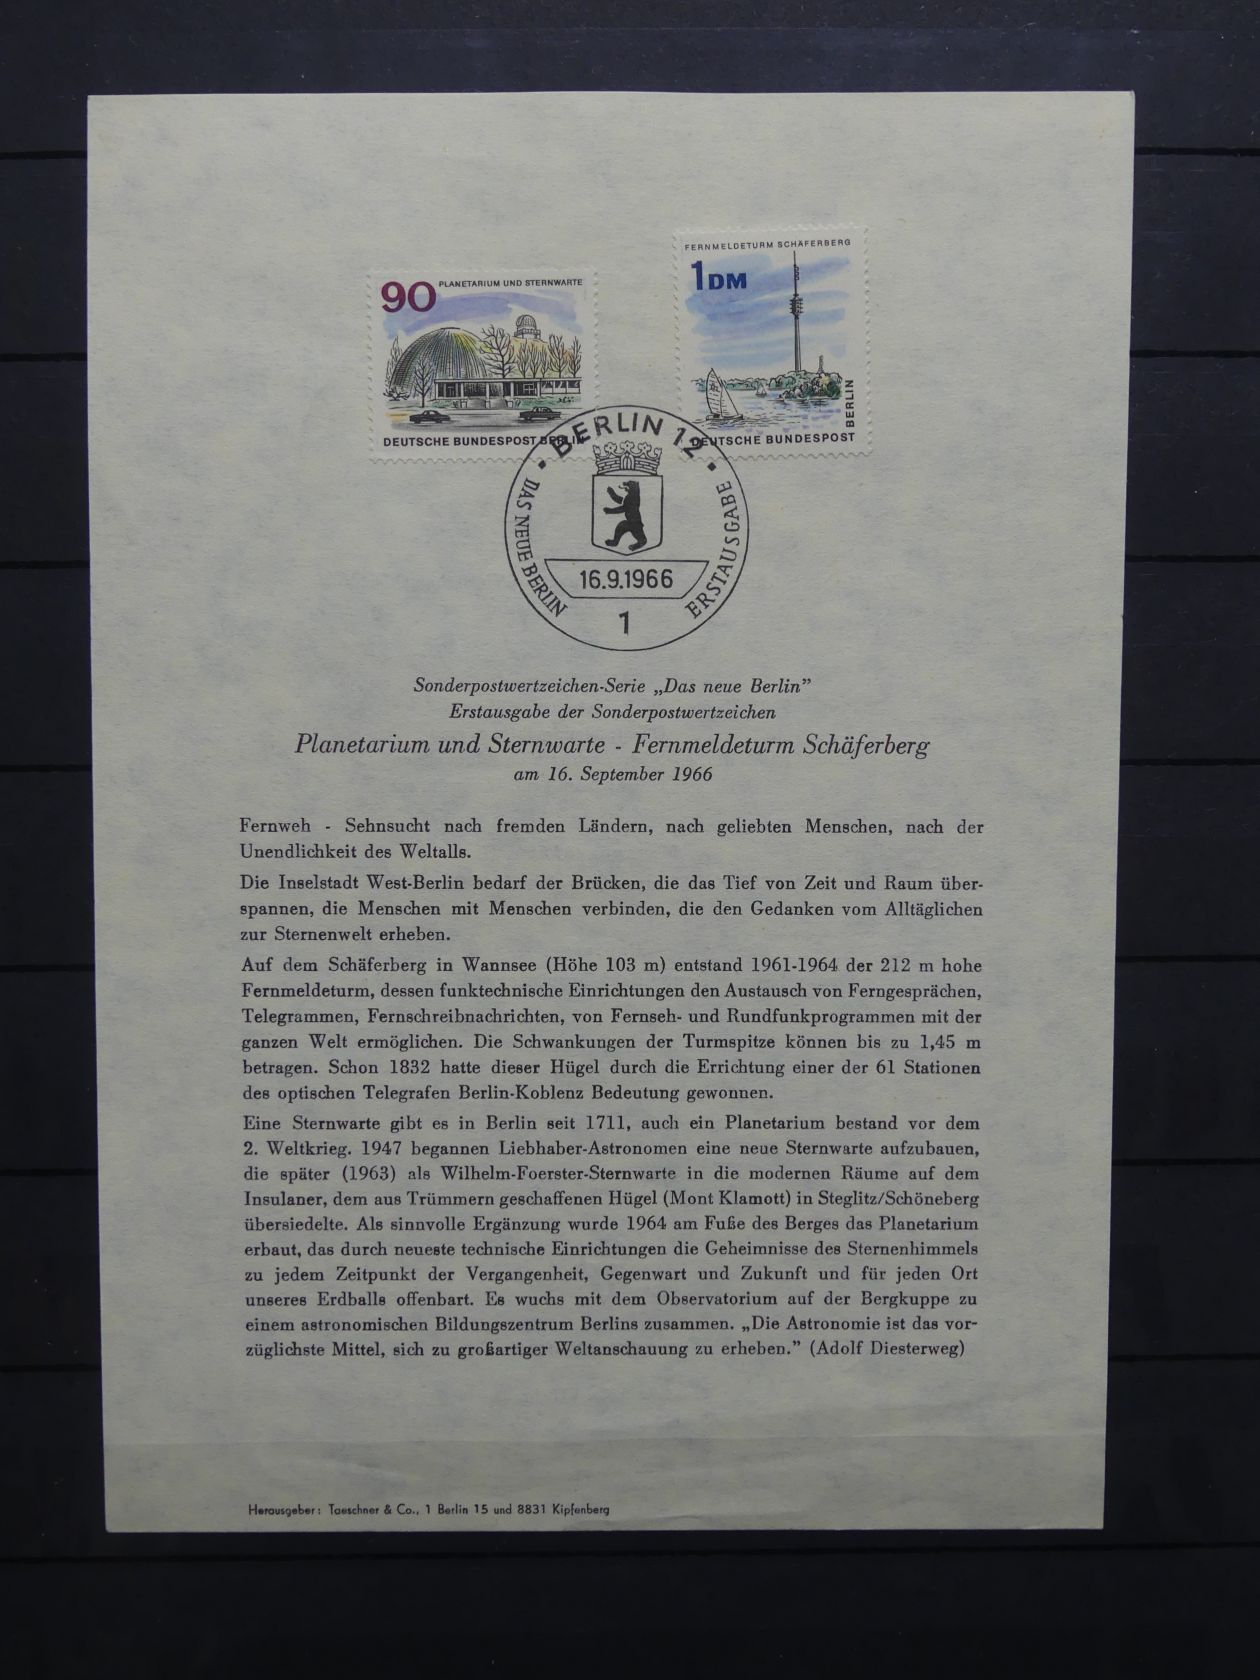 FERNMELDETURM SCHÄFERBERG
1DM
BERLIN
DEUTSCHE BUNDESPOST
90
PLANETARIUM UND STERNWARTE
DEUTSCHE BUNDESPOST BERLIN
BERLIN 12
DAS NEUE BERLIN
ERSTAUSGABE
16.9.1966
1
Sonderpostwertzeichen-Serie „Das neue Berlin”
Erstausgabe der Sonderpostwertzeichen
Planetarium und Sternwarte - Fernmeldeturm Schäferberg
am 16. September 1966
Fernweh - Sehnsucht nach fremden Ländern, nach geliebten Menschen, nach der
Unendlichkeit des Weltalls.
Die Inselstadt West-Berlin bedarf der Brücken, die das Tief von Zeit und Raum über-
spannen, die Menschen mit Menschen verbinden, die den Gedanken vom Alltäglichen
zur Sternenwelt erheben.
Auf dem Schäferberg in Wannsee (Höhe 103 m) entstand 1961-1964 der 212 m hohe
Fernmeldeturm, dessen funktechnische Einrichtungen den Austausch von Ferngesprächen,
Telegrammen, Fernschreibnachrichten, von Fernseh- und Rundfunkprogrammen mit der
ganzen Welt ermöglichen. Die Schwankungen der Turmspitze können bis zu 1,45 m
betragen. Schon 1832 hatte dieser Hügel durch die Errichtung einer der 61 Stationen
des optischen Telegrafen Berlin-Koblenz Bedeutung gewonnen.
Eine Sternwarte gibt es in Berlin seit 1711, auch ein Planetarium bestand vor dem
2. Weltkrieg. 1947 begannen Liebhaber-Astronomen eine neue Sternwarte aufzubauen,
die später (1963) als Wilhelm-Foerster-Sternwarte in die modernen Räume auf dem
Insulaner, dem aus Trümmern geschaffenen Hügel (Mont Klamott) in Steglitz/Schöneberg
übersiedelte. Als sinnvolle Ergänzung wurde 1964 am Fuße des Berges das Planetarium
erbaut, das durch neueste technische Einrichtungen die Geheimnisse des Sternenhimmels
zu jedem Zeitpunkt der Vergangenheit, Gegenwart und Zukunft und für jeden Ort
unseres Erdballs offenbart. Es wuchs mit dem Observatorium auf der Bergkuppe zu
einem astronomischen Bildungszentrum Berlins zusammen. „Die Astronomie ist das vor-
züglichste Mittel, sich zu großartiger Weltanschauung zu erheben.” (Adolf Diesterweg)
Herausgeber: Taeschner & Co., 1 Berlin 15 und 8831 Kipfenberg